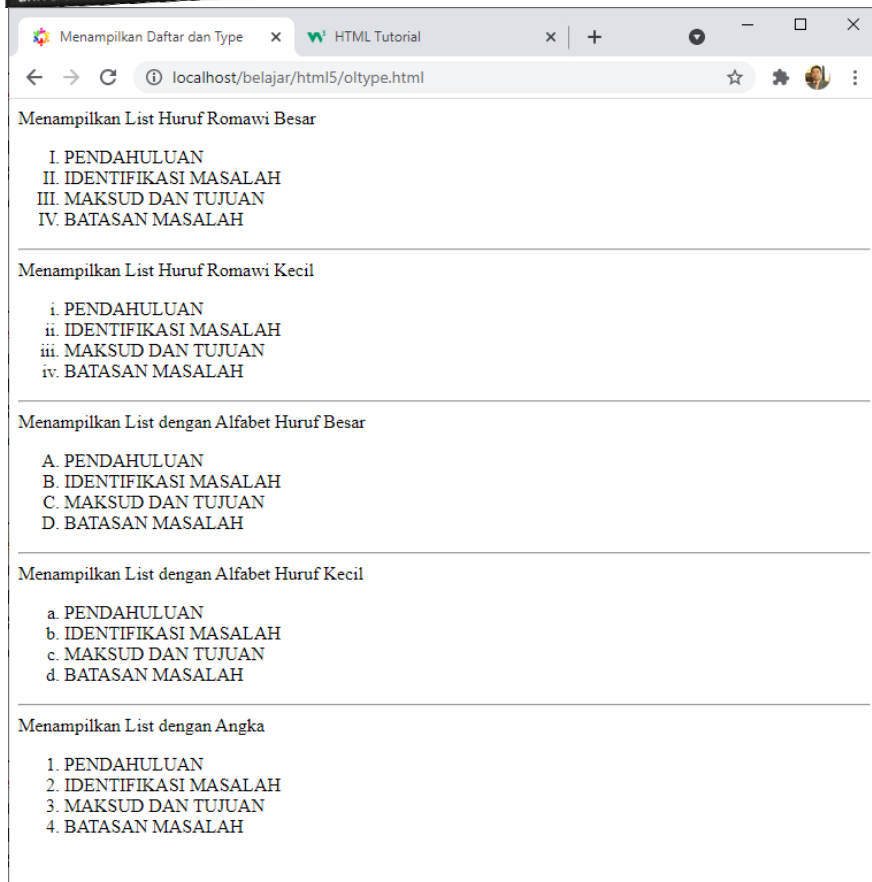 Menampilkan Daftar dan Type
HTML Tutorial
localhost/belajar/html5/oltype.html
Menampilkan List Huruf Romawi Besar
I. PENDAHULUAN
II. IDENTIFIKASI MASALAH
III. MAKSUD DAN TUJUAN
IV. BATASAN MASALAH
Menampilkan List Huruf Romawi Kecil
i. PENDAHULUAN
ii. IDENTIFIKASI MASALAH
iii. MAKSUD DAN TUJUAN
iv. BATASAN MASALAH
Menampilkan List dengan Alfabet Huruf Besar
A. PENDAHULUAN
B. IDENTIFIKASI MASALAH
C. MAKSUD DAN TUJUAN
D. BATASAN MASALAH
Menampilkan List dengan Alfabet Huruf Kecil
a. PENDAHULUAN
b. IDENTIFIKASI MASALAH
c. MAKSUD DAN TUJUAN
d. BATASAN MASALAH
Menampilkan List dengan Angka
1. PENDAHULUAN
2. IDENTIFIKASI MASALAH
3. MAKSUD DAN TUJUAN
4. BATASAN MASALAH